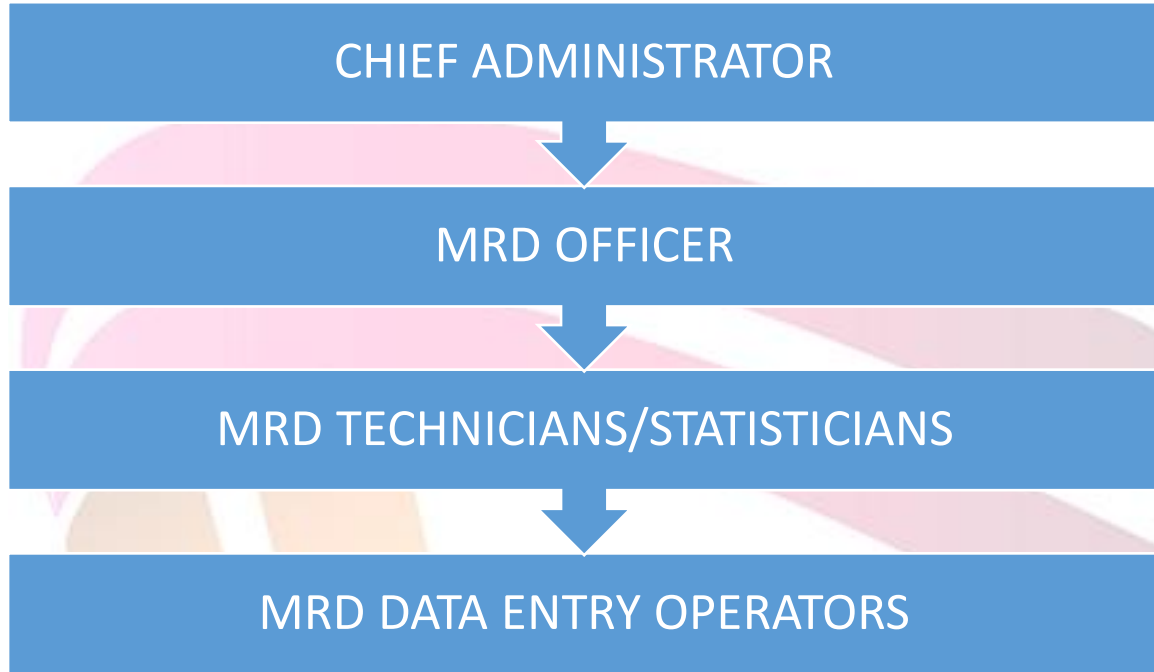 CHIEF ADMINISTRATOR
MRD OFFICER
MRD TECHNICIANS/STATISTICIANS
MRD DATA ENTRY OPERATORS